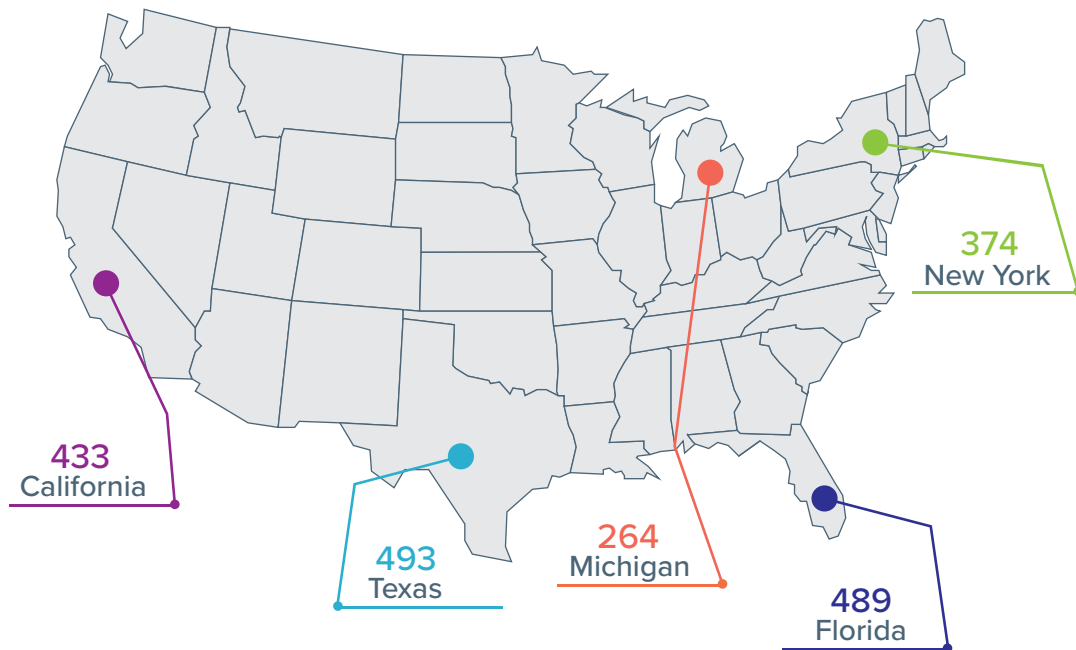 374
New York
433
California
493
Texas
264
Michigan
489
Florida